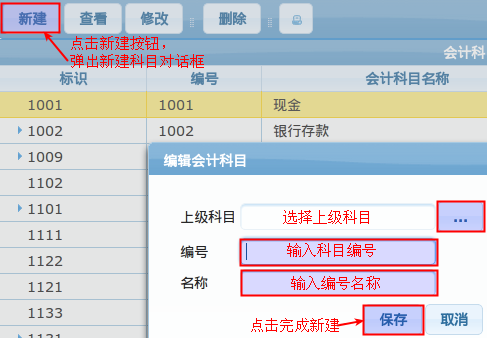 新建 查看 修改 删除
点击新建按钮，
弹出新建科目对话框
会计科
标识 编号 会计科目名称
1001 1001 现金
1002 1002 银行存款
1009
编辑会计科目
1102
1101
上级科目 选择上级科目 ...
1111
编号 输入科目编号
1122
名称 输入编号名称
1121
1133
点击完成新建 保存 取消